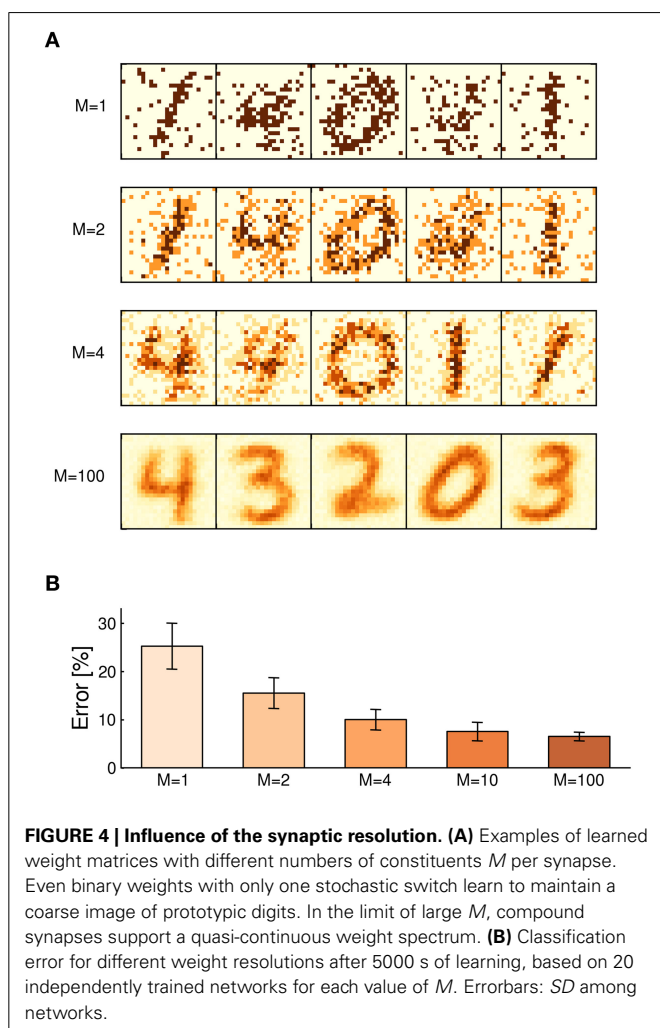 A
M=1
M=2
M=4
M=100
B
Error [%]
30
20
10
0
M=1 M=2 M=4 M=10 M=100
FIGURE 4 | Influence of the synaptic resolution. (A) Examples of learned
weight matrices with different numbers of constituents M per synapse.
Even binary weights with only one stochastic switch learn to maintain a
coarse image of prototypic digits. In the limit of large M, compound
synapses support a quasi-continuous weight spectrum. (B) Classification
error for different weight resolutions after 5000 s of learning, based on 20
independently trained networks for each value of M. Errorbars: SD among
networks.